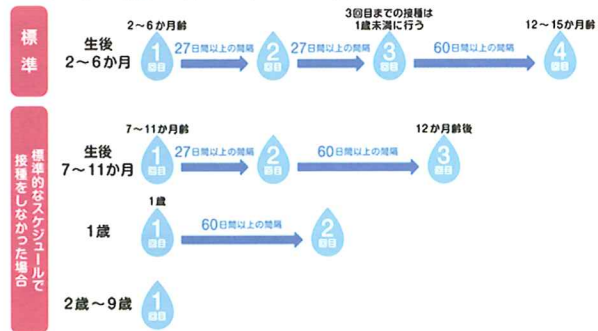 標準
生後
2～6か月
2～6か月齢
1回目
27日間以上の間隔
2回目
27日間以上の間隔
3回目までの接種は
1歳未満に行う
3回目
60日間以上の間隔
12～15か月齢
4回目
標準的なスケジュールで
接種をしなかった場合
生後
7～11か月
7～11か月齢
1回目
27日間以上の間隔
2回目
60日間以上の間隔
12か月齢後
3回目
1歳
1歳
1回目
60日間以上の間隔
2回目
2歳～9歳
1回目